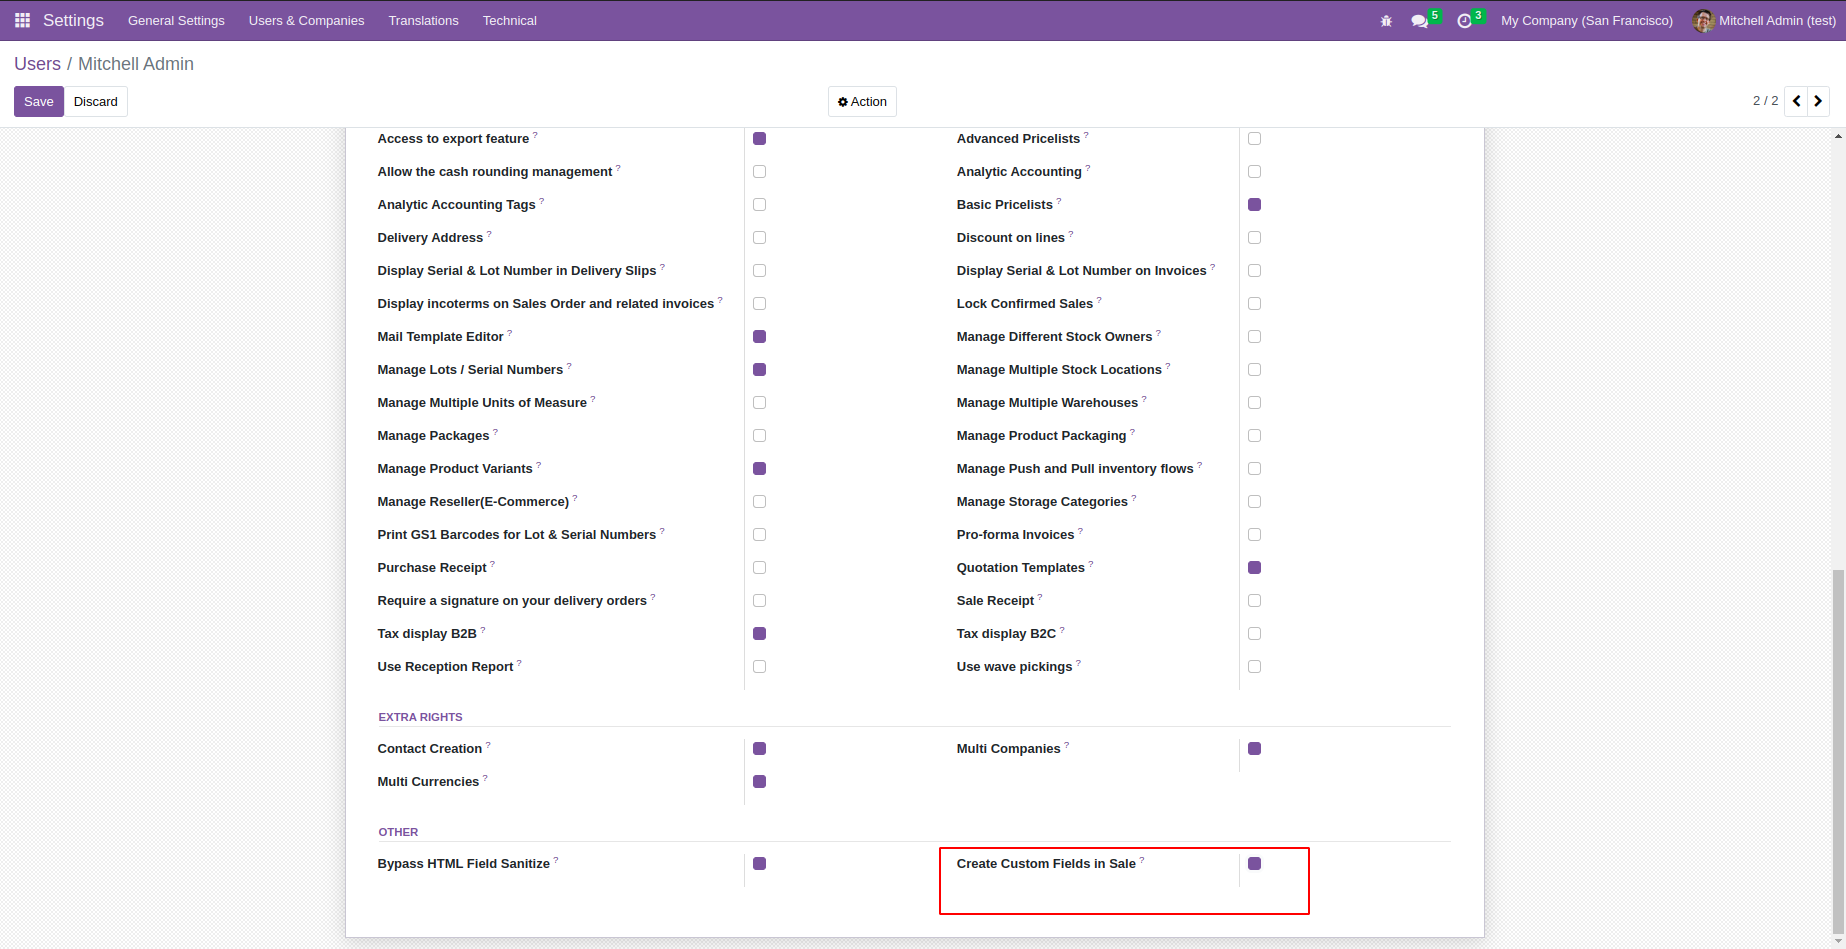 Settings General Settings Users & Companies Translations Technical 5 3 My Company (San Francisco) Mitchell Admin (test)
Users / Mitchell Admin
Save Discard Action 2 / 2
Access to export feature ? Advanced Pricelists ?
Allow the cash rounding management ? Analytic Accounting ?
Analytic Accounting Tags ? Basic Pricelists ?
Delivery Address ? Discount on lines ?
Display Serial & Lot Number in Delivery Slips ? Display Serial & Lot Number on Invoices ?
Display incoterms on Sales Order and related invoices ? Lock Confirmed Sales ?
Mail Template Editor ? Manage Different Stock Owners ?
Manage Lots / Serial Numbers ? Manage Multiple Stock Locations ?
Manage Multiple Units of Measure ? Manage Multiple Warehouses ?
Manage Packages ? Manage Product Packaging ?
Manage Product Variants ? Manage Push and Pull inventory flows ?
Manage Reseller(E-Commerce) ? Manage Storage Categories ?
Print GS1 Barcodes for Lot & Serial Numbers ? Pro-forma Invoices ?
Purchase Receipt ? Quotation Templates ?
Require a signature on your delivery orders ? Sale Receipt ?
Tax display B2B ? Tax display B2C ?
Use Reception Report ? Use wave pickings ?
EXTRA RIGHTS
Contact Creation ? Multi Companies ?
Multi Currencies ?
OTHER
Bypass HTML Field Sanitize ? Create Custom Fields in Sale ?